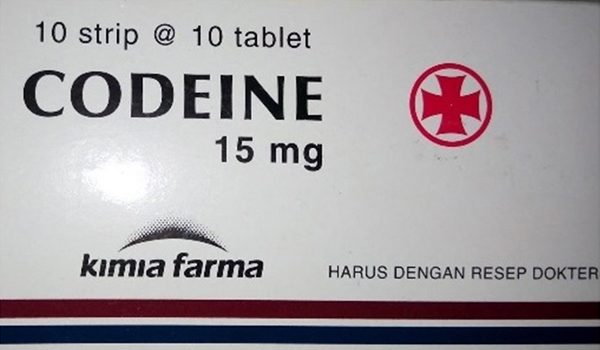 10 strip @ 10 tablet
CODEINE
15 mg
kimia farma
HARUS DENGAN RESEP DOKTER